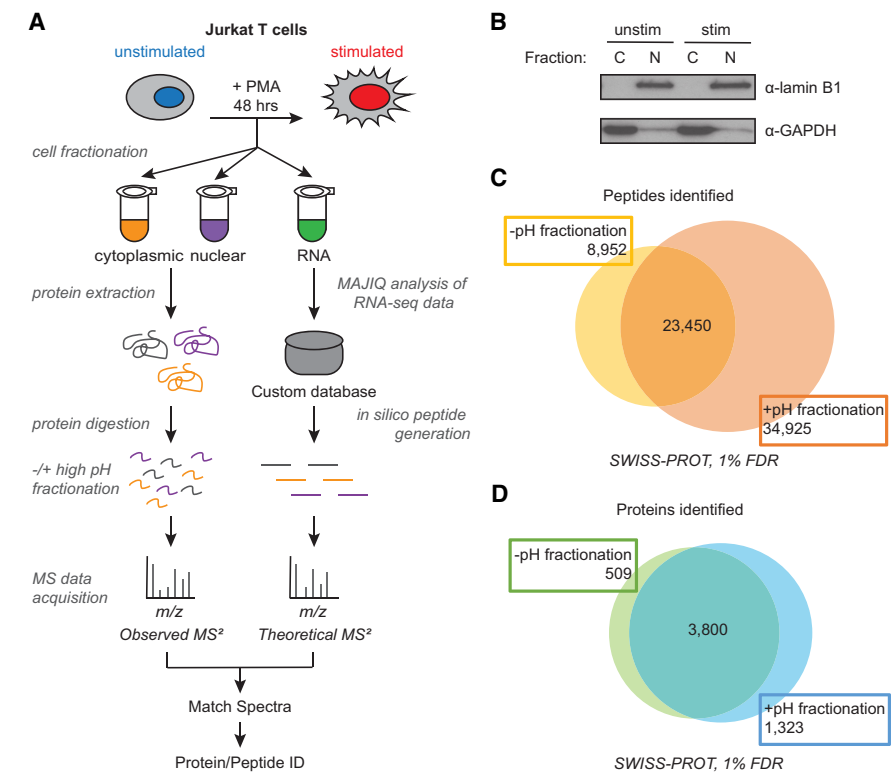 A
Jurkat T cells
unstimulated
stimulated
+ PMA
48 hrs
cell fractionation
cytoplasmic nuclear
RNA
protein extraction
MAJIQ analysis of
RNA-seq data
Custom database
protein digestion
in silico peptide
generation
-/+ high pH
fractionation
MS data
acquisition
m/z
m/z
Observed MS²
Theoretical MS²
Match Spectra
Protein/Peptide ID
B
unstim
stim
Fraction:
C
N
C
N
α-lamin B1
α-GAPDH
C
Peptides identified
-pH fractionation
8,952
23,450
+pH fractionation
34,925
SWISS-PROT, 1% FDR
D
Proteins identified
-pH fractionation
509
3,800
+pH fractionation
1,323
SWISS-PROT, 1% FDR